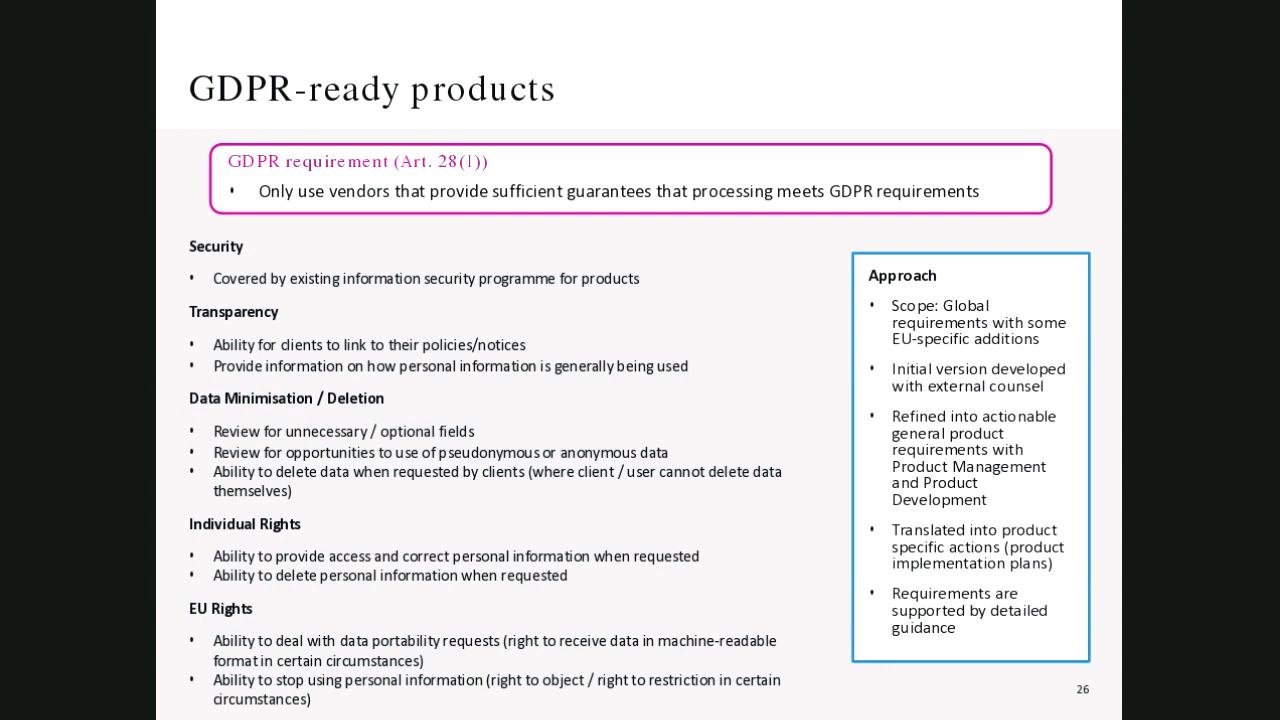 GDPR-ready products
GDPR requirement (Art. 28(1))
• Only use vendors that provide sufficient guarantees that processing meets GDPR requirements
Security
• Covered by existing information security programme for products
Transparency
• Ability for clients to link to their policies/notices
• Provide information on how personal information is generally being used
Data Minimisation / Deletion
• Review for unnecessary / optional fields
• Review for opportunities to use of pseudonymous or anonymous data
• Ability to delete data when requested by clients (where client / user cannot delete data
themselves)
Individual Rights
• Ability to provide access and correct personal information when requested
• Ability to delete personal information when requested
EU Rights
• Ability to deal with data portability requests (right to receive data in machine-readable
format in certain circumstances)
• Ability to stop using personal information (right to object / right to restriction in certain
circumstances)
Approach
• Scope: Global
requirements with some
EU-specific additions
• Initial version developed
with external counsel
• Refined into actionable
general product
requirements with
Product Management
and Product
Development
• Translated into product
specific actions (product
implementation plans)
• Requirements are
supported by detailed
guidance
26